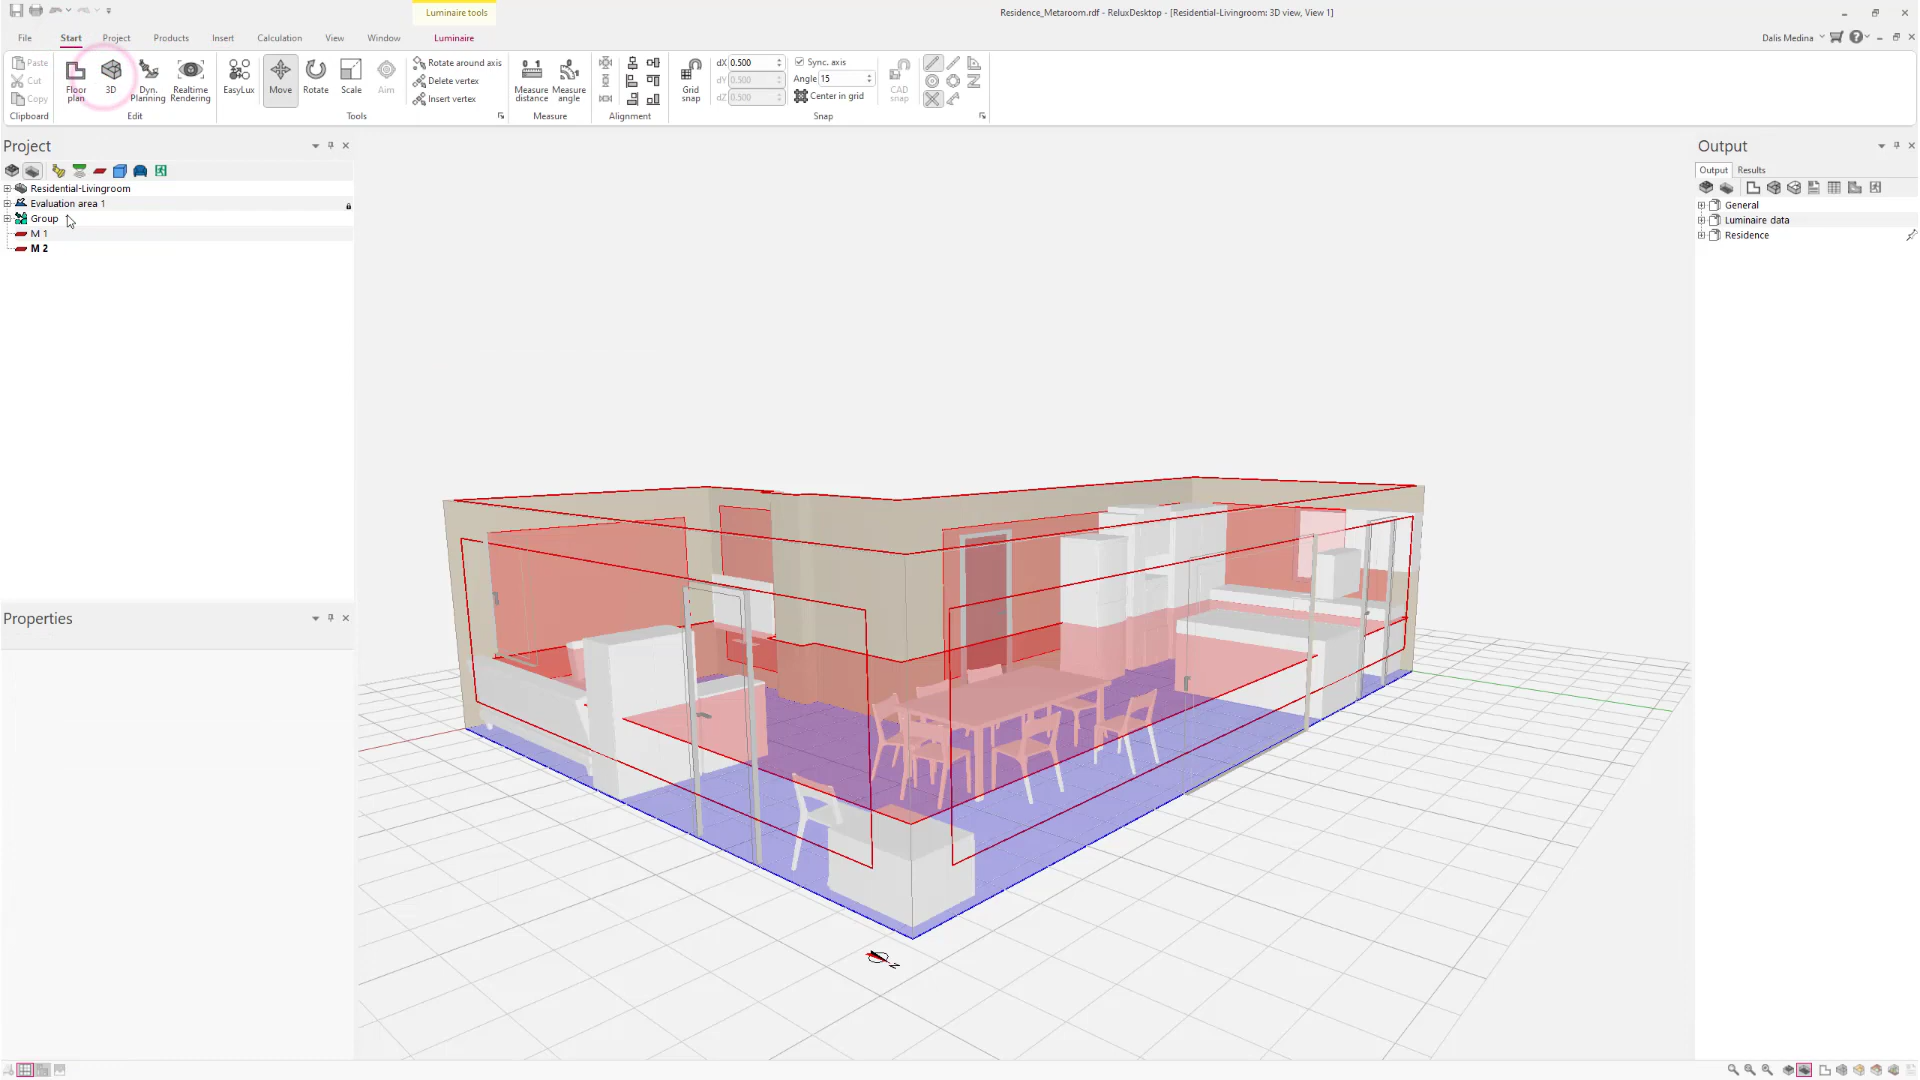 Luminaire tools
Residence_Metaroom.rdf - ReluxDesktop - [Residential-Livingroom: 3D view, View 1]
File Start Project Products Insert Calculation View Window Luminaire
Dalis Medina
Paste
Cut
Copy
Clipboard
Floor plan
3D
Dyn. Planning
Realtime Rendering
Edit
EasyLux
Move
Rotate
Scale
Aim
Rotate around axis
Delete vertex
Insert vertex
Tools
Measure distance
Measure angle
Measure
Alignment
Grid snap
dX 0.500
dY 0.500
dZ 0.500
Sync. axis
Angle 15
Center in grid
CAD snap
Snap
Project
Residential-Livingroom
Evaluation area 1
Group
M 1
M 2
Properties
Output
Output Results
General
Luminaire data
Residence
N